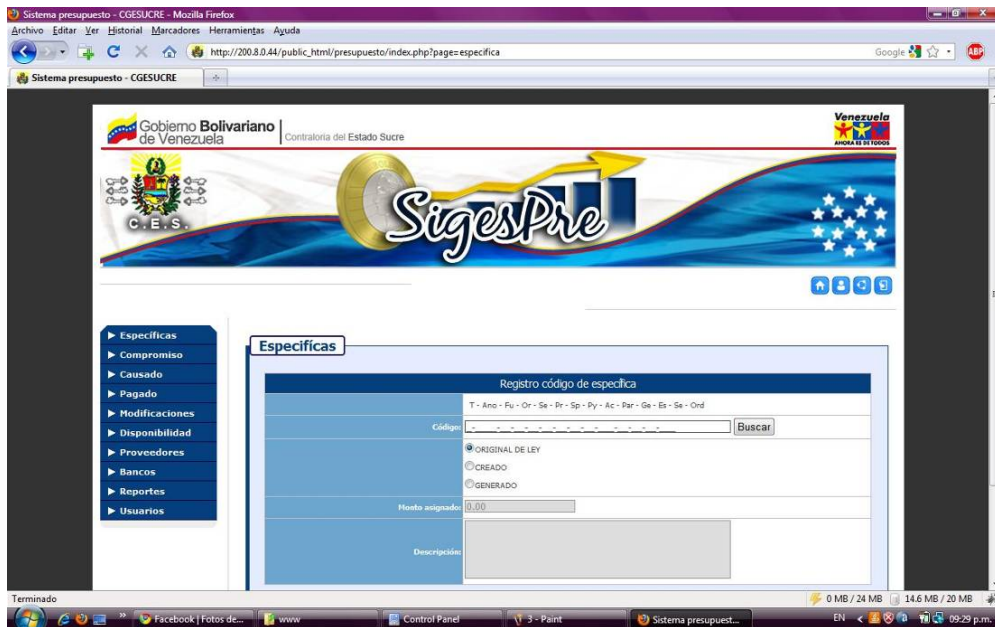 Sistema presupuesto - CGESUCRE - Mozilla Firefox
Archivo Editar Ver Historial Marcadores Herramientas Ayuda
http://200.8.0.44/public_html/presupuesto/index.php?page=especifica
Google
ABP
Sistema presupuesto - CGESUCRE
Gobierno Bolivariano
de Venezuela
Contraloria del Estado Sucre
Venezuela
AHORA ES DE TODOS
C.E.S.
SigesPre
Específicas
Compromiso
Causado
Pagado
Modificaciones
Disponibilidad
Proveedores
Bancos
Reportes
Usuarios
Especifícas
Registro código de específica
T - Ano - Fu - Or - Se - Pr - Sp - Py - Ac - Par - Ge - Es - Se - Ord
Código:
Buscar
ORIGINAL DE LEY
CREADO
GENERADO
Monto asignado:
0.00
Descripción:
Terminado
0 MB / 24 MB
14.6 MB / 20 MB
Facebook | Fotos de...
www
Control Panel
3 - Paint
Sistema presupuest...
EN
09:29 p.m.